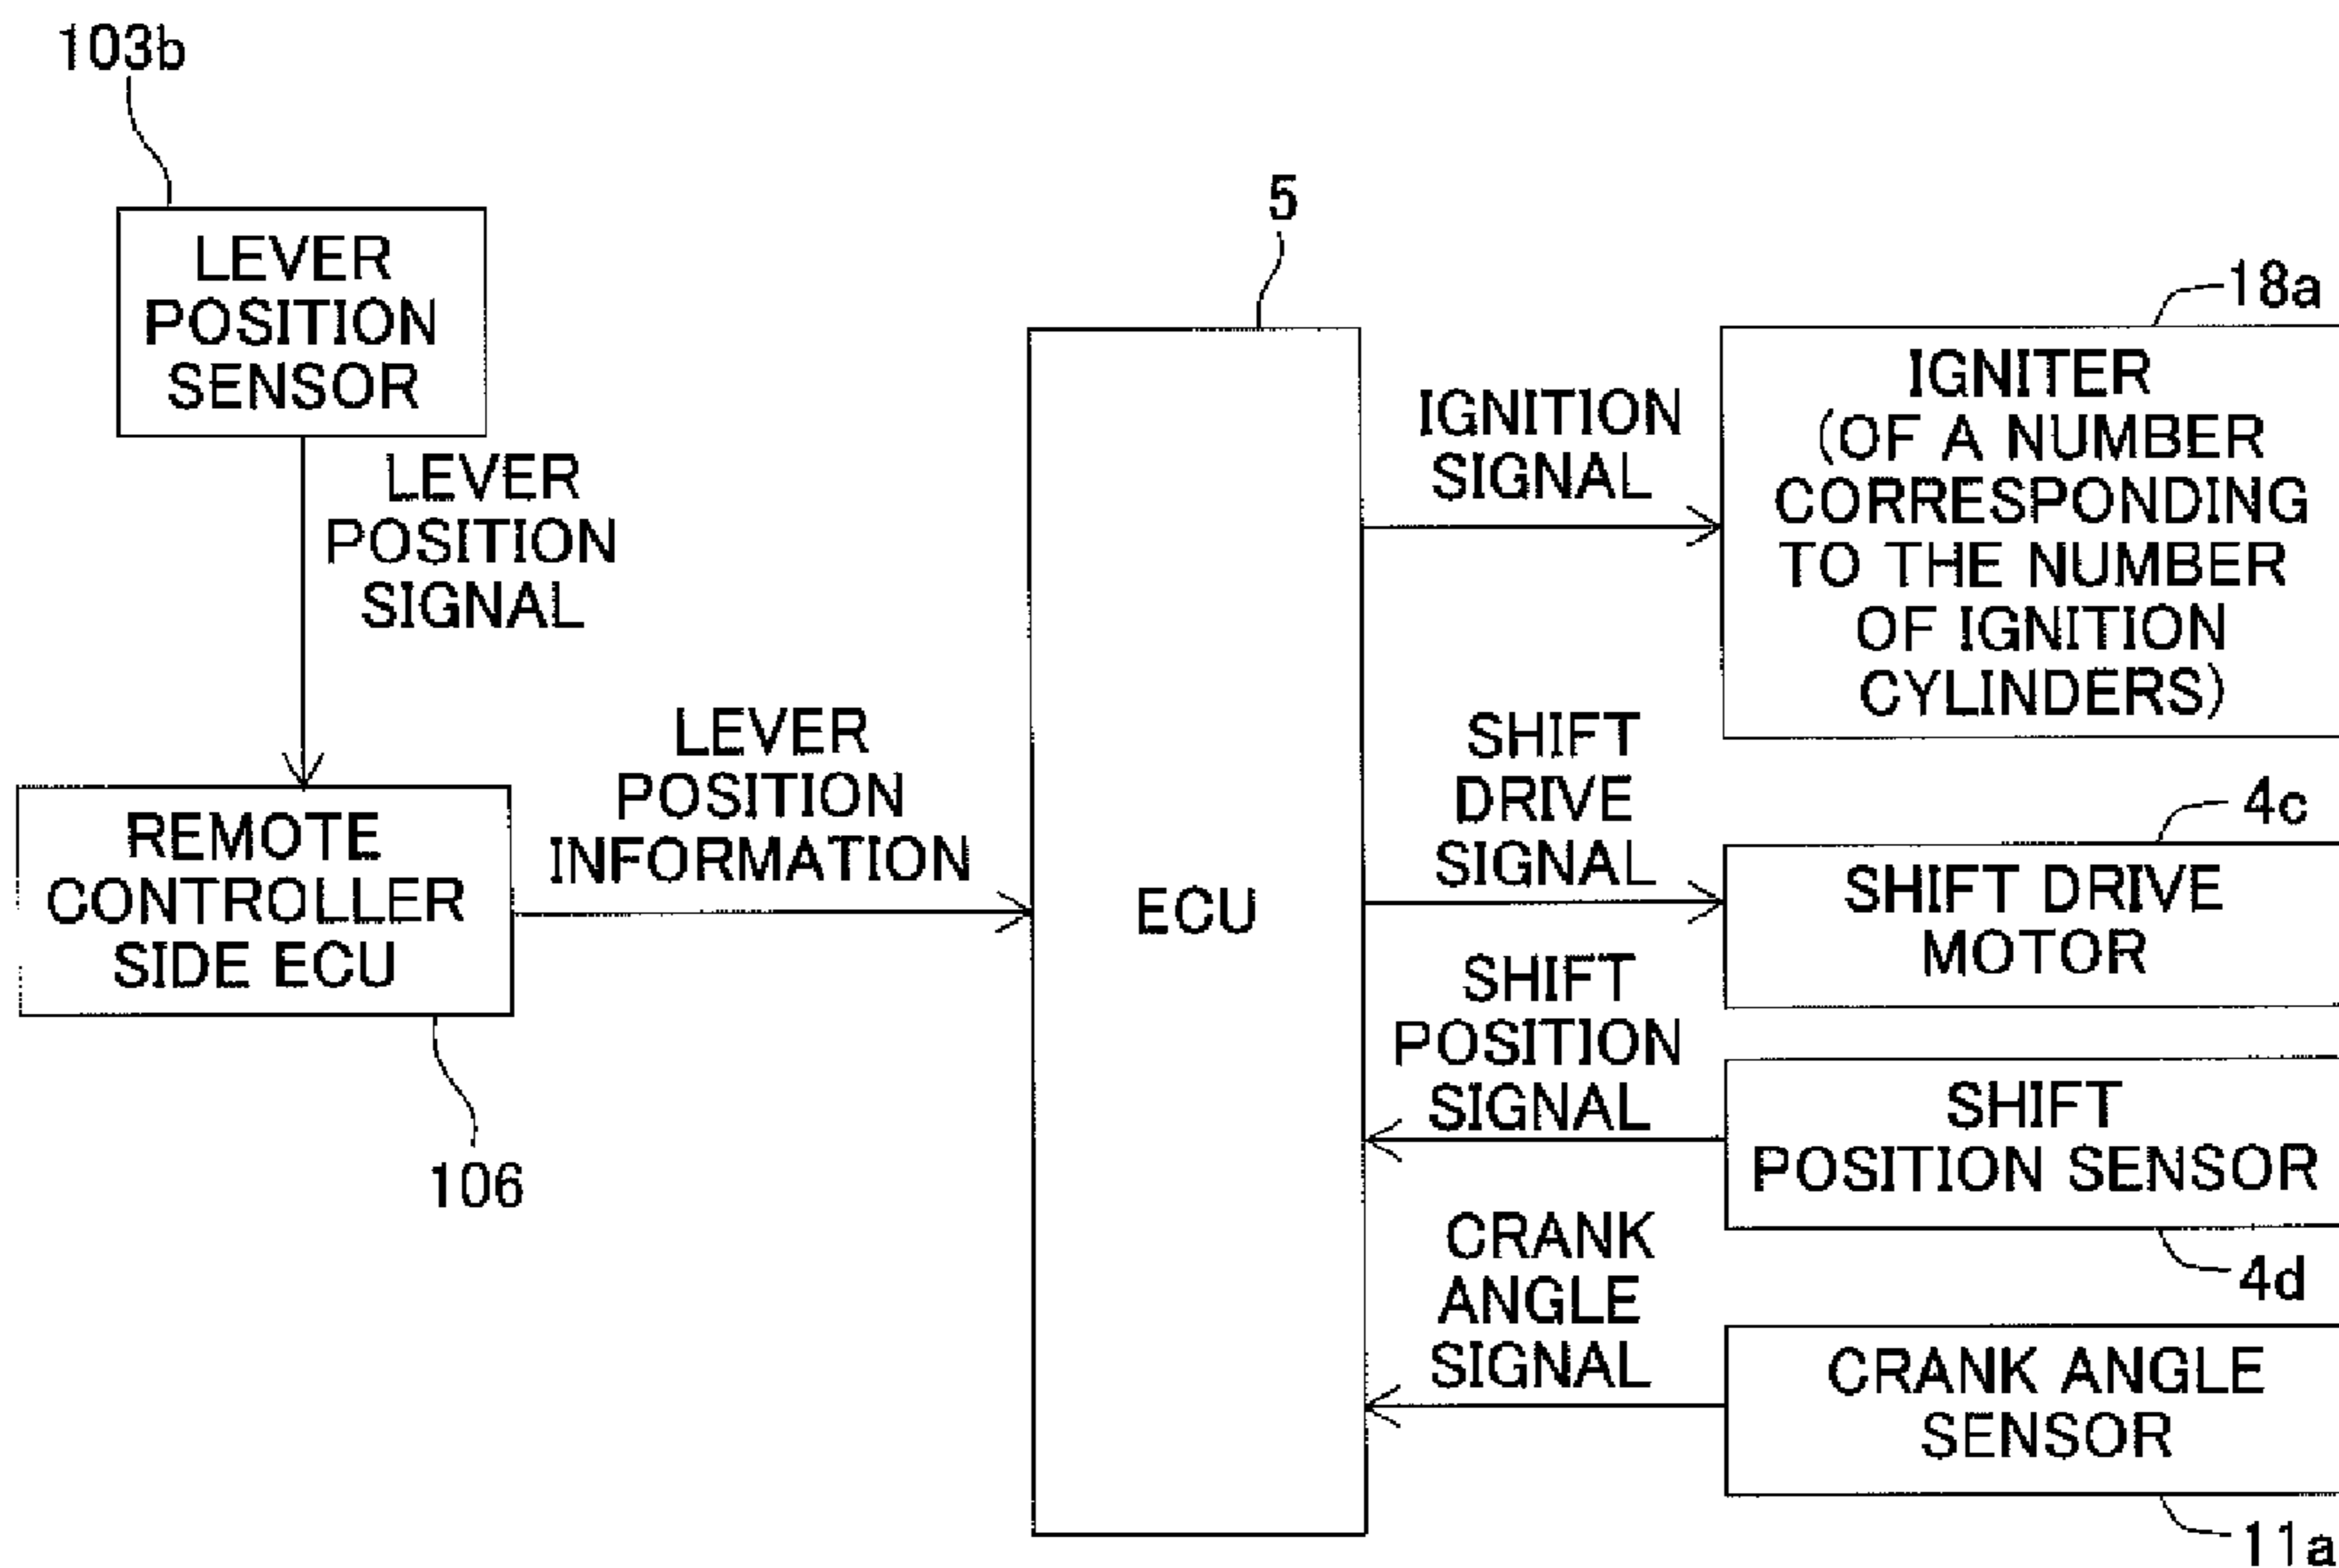 103b
LEVER
POSITION
SENSOR
LEVER
POSITION
SIGNAL
REMOTE
CONTROLLER
SIDE ECU
106
LEVER
POSITION
INFORMATION
5
ECU
IGNITION
SIGNAL
18a
IGNITER
(OF A NUMBER
CORRESPONDING
TO THE NUMBER
OF IGNITION
CYLINDERS)
SHIFT
DRIVE
SIGNAL
4c
SHIFT DRIVE
MOTOR
SHIFT
POSITION
SIGNAL
SHIFT
POSITION SENSOR
4d
CRANK
ANGLE
SIGNAL
CRANK ANGLE
SENSOR
11a